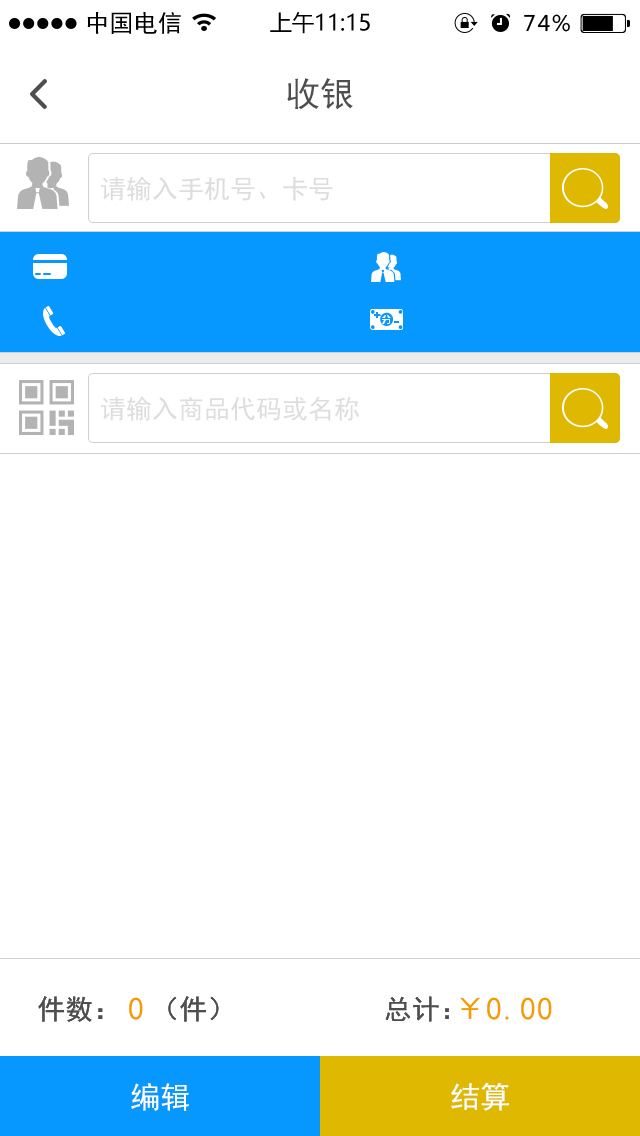 中国电信 上午11:15 74%
收银
请输入手机号、卡号
分
请输入商品代码或名称
件数： 0 （件） 总计：￥0.00
编辑 结算